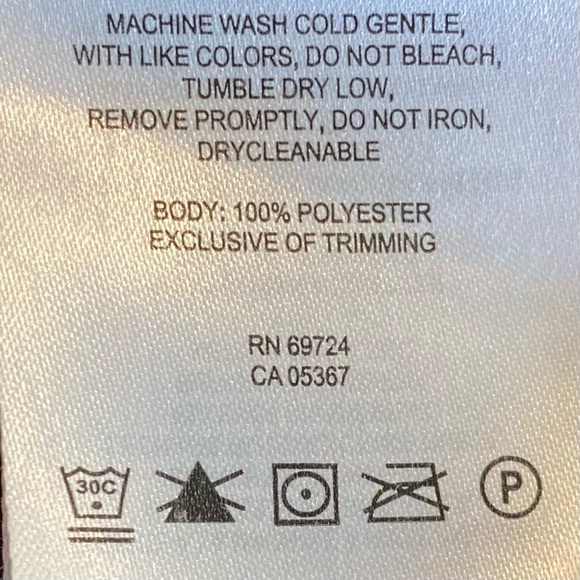 MACHINE WASH COLD GENTLE,
WITH LIKE COLORS, DO NOT BLEACH,
TUMBLE DRY LOW,
REMOVE PROMPTLY, DO NOT IRON,
DRYCLEANABLE
BODY: 100% POLYESTER
EXCLUSIVE OF TRIMMING
RN 69724
CA 05367
30C P